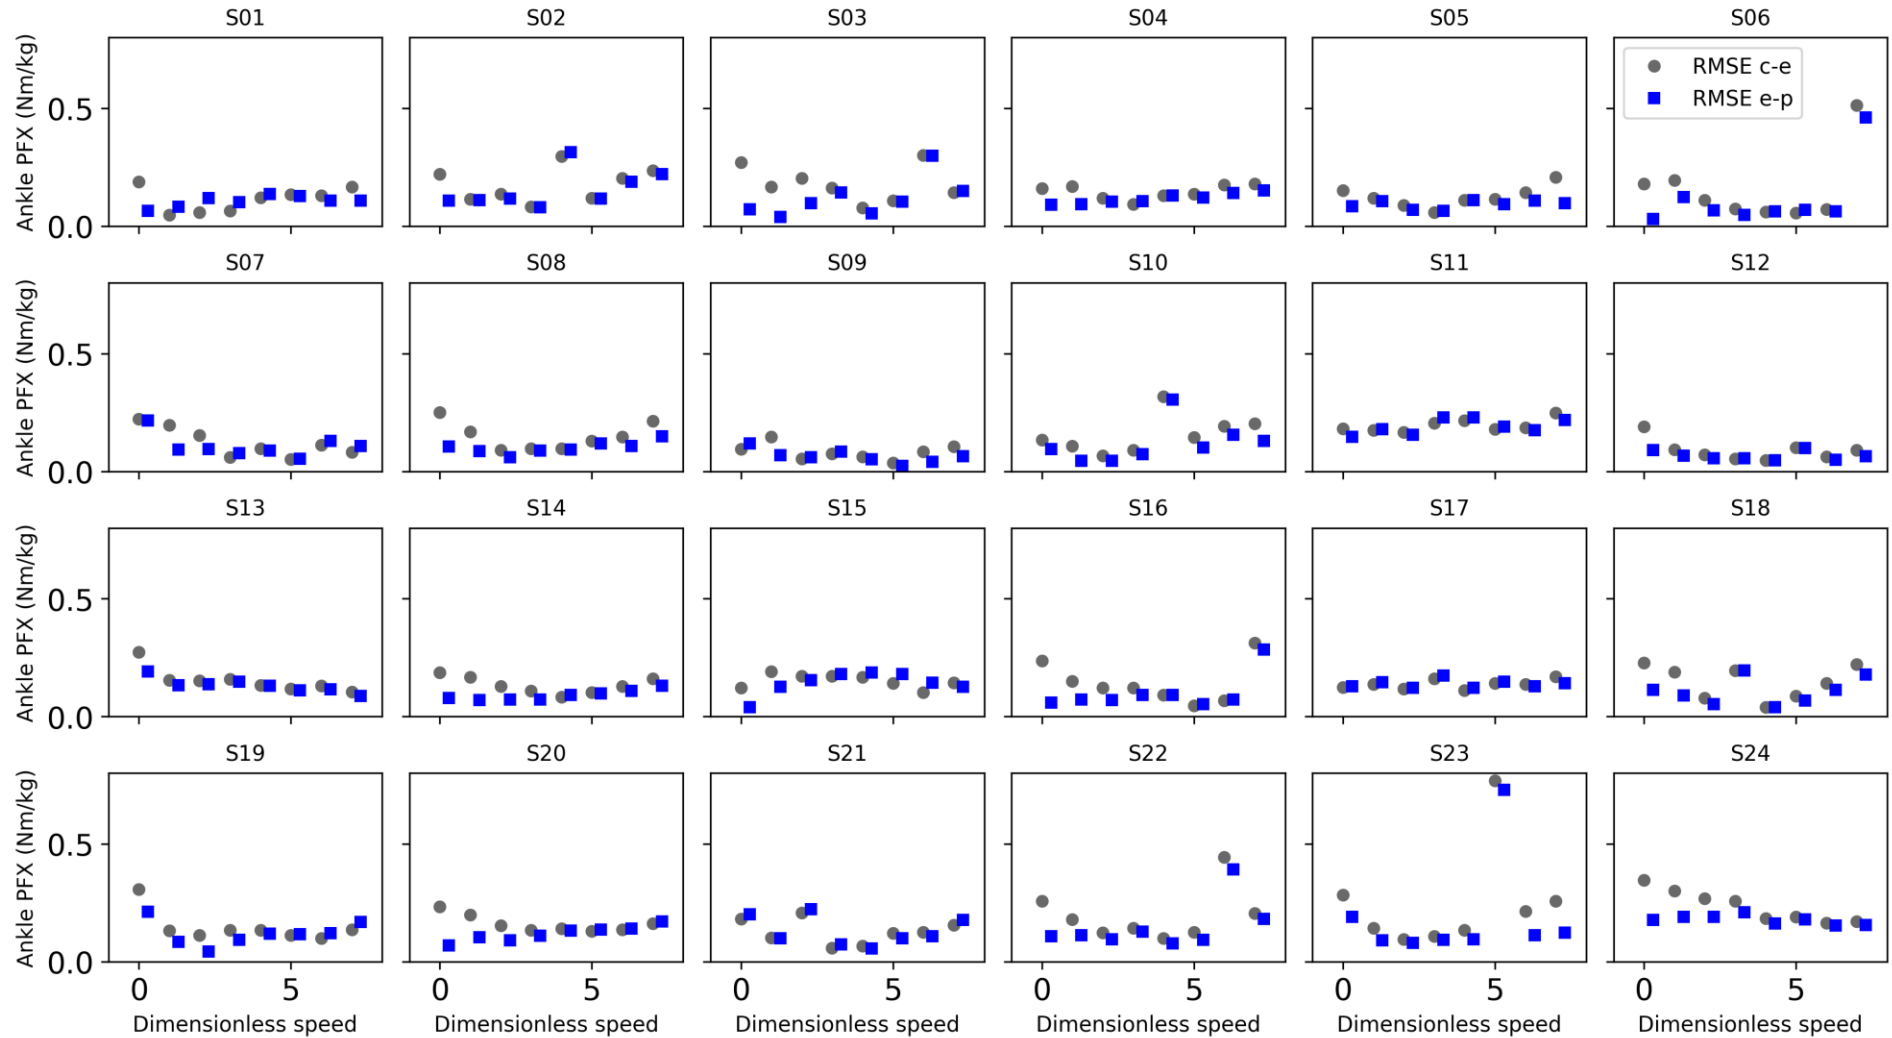 S01 S02 S03 S04 S05 S06
Ankle PFX (Nm/kg)
0.5
0.0
RMSE c-e
RMSE e-p
S07 S08 S09 S10 S11 S12
Ankle PFX (Nm/kg)
0.5
0.0
S13 S14 S15 S16 S17 S18
Ankle PFX (Nm/kg)
0.5
0.0
S19 S20 S21 S22 S23 S24
Ankle PFX (Nm/kg)
0.5
0.0
0 5 0 5 0 5 0 5 0 5 0 5
Dimensionless speed Dimensionless speed Dimensionless speed Dimensionless speed Dimensionless speed Dimensionless speed